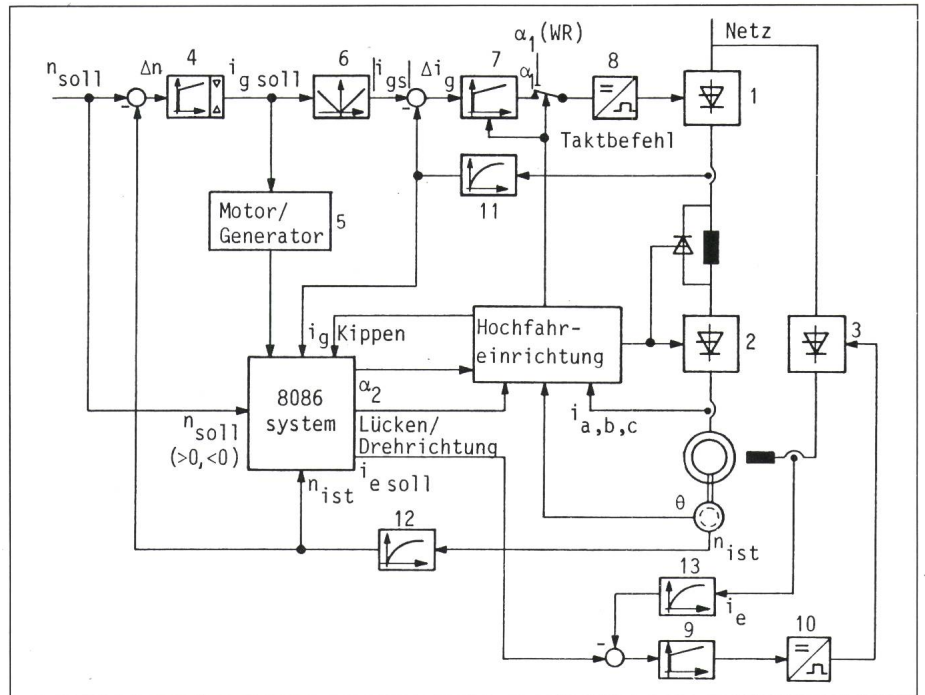 n soll
Δn
4
i g soll
6
|i gs|
Δi g
7
α
α1 (WR)
8
Netz
1
Taktbefehl
11
Motor/
Generator
5
i g
Kippen
Hochfahr-
einrichtung
2
3
8086
system
α2
n soll
(>0,<0)
Lücken/
Drehrichtung
i a,b,c
i e soll
n ist
θ
n ist
12
13
i e
9
10